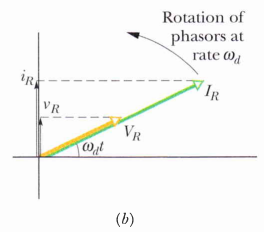 Rotation of
phasors at
rate ω_d
i_R
I_R
v_R
V_R
ω_d t
(b)